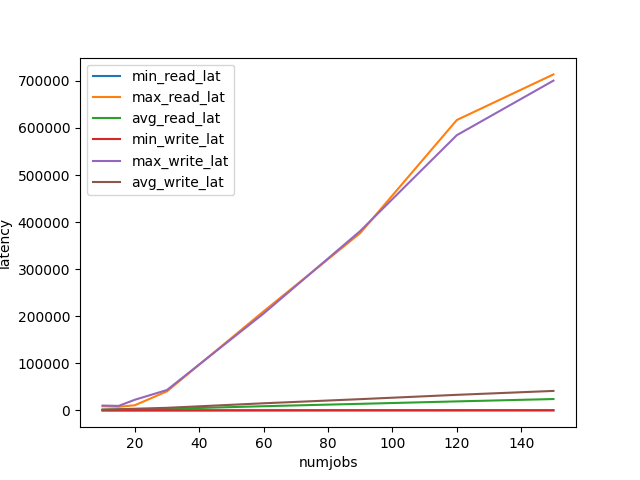 min_read_lat
max_read_lat
avg_read_lat
min_write_lat
max_write_lat
avg_write_lat
700000
600000
500000
400000
300000
200000
100000
0
latency
20 40 60 80 100 120 140
numjobs